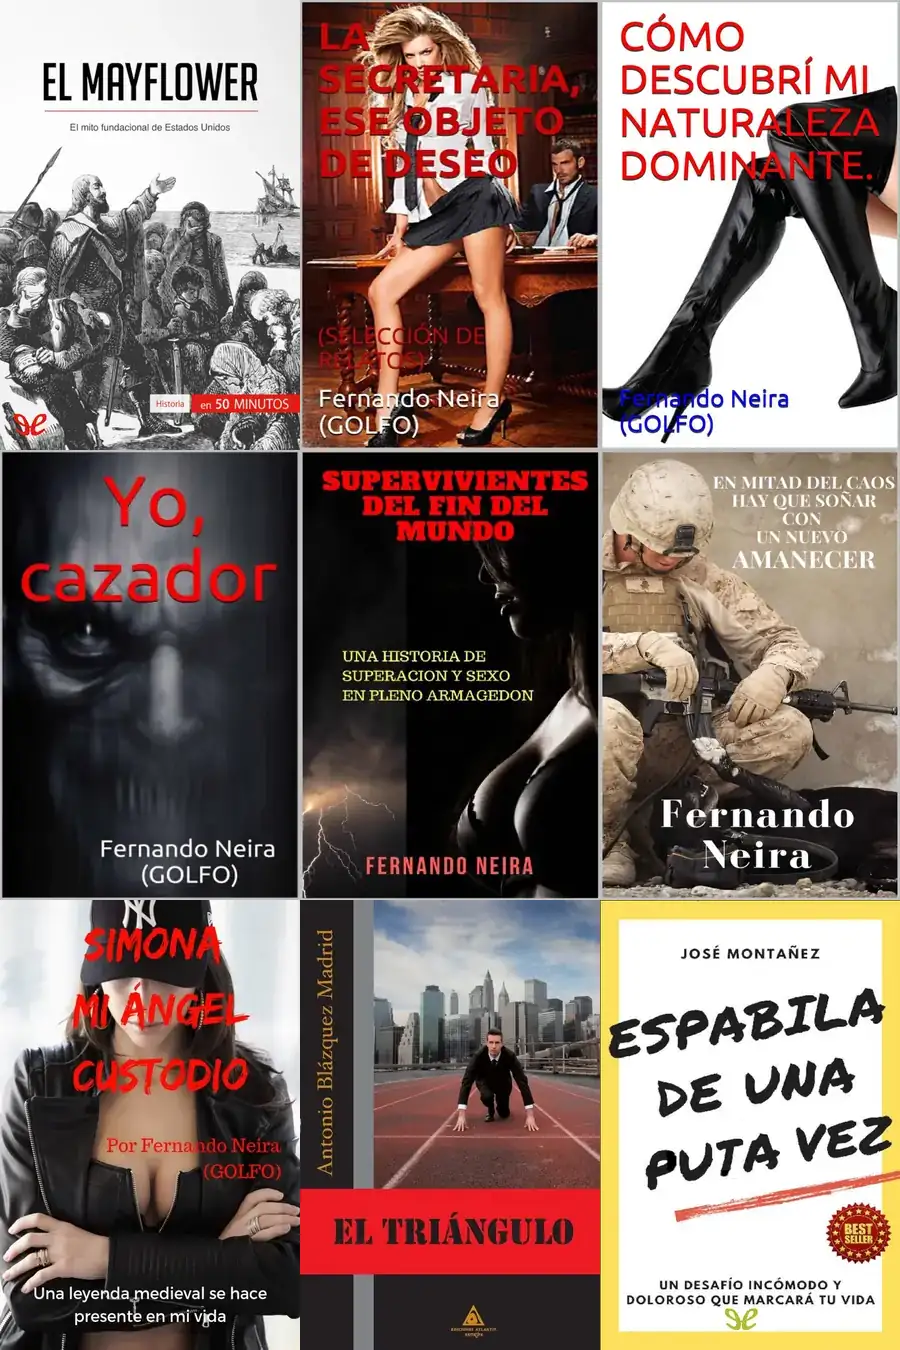 EL MAYFLOWER
El mito fundacional de Estados Unidos
Historia
en 50 MINUTOS
LA
SECRETARIA,
ESE OBJETO
DE DESEO
(SELECCIÓN DE
RELATOS)
Fernando Neira
(GOLFO)
CÓMO
DESCUBRÍ MI
NATURALEZA
DOMINANTE.
Fernando Neira
(GOLFO)
Yo,
cazador
Fernando Neira
(GOLFO)
SUPERVIVIENTES
DEL FIN DEL
MUNDO
UNA HISTORIA DE
SUPERACION Y SEXO
EN PLENO ARMAGEDON
FERNANDO NEIRA
EN MITAD DEL CAOS
HAY QUE SOÑAR
CON
UN NUEVO
AMANECER
Fernando
Neira
NY
SIMONA
MI ÁNGEL
CUSTODIO
Por Fernando Neira
(GOLFO)
Una leyenda medieval se hace
presente en mi vida
Antonio Blázquez Madrid
EL TRIÁNGULO
JOSÉ MONTAÑEZ
ESPABILA
DE UNA
PUTA VEZ
BEST
SELLER
UN DESAFÍO INCÓMODO Y
DOLOROSO QUE MARCARÁ TU VIDA